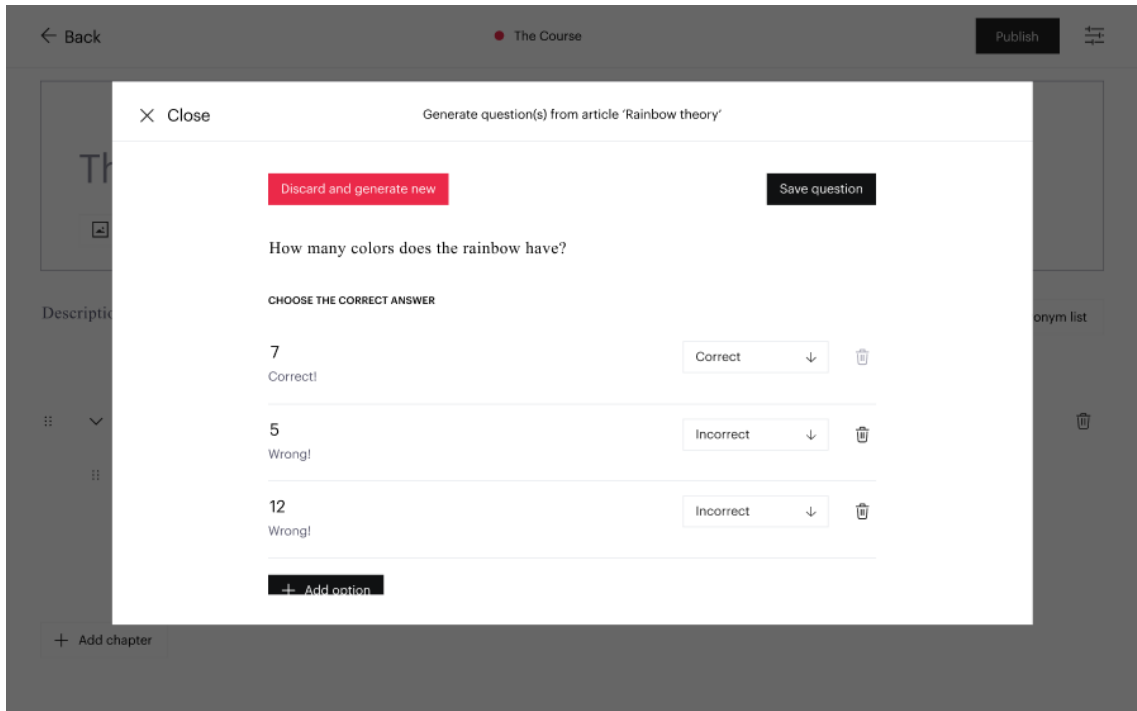 Back
The Course
Publish
Close
Generate question(s) from article ‘Rainbow theory’
Th
Discard and generate new
Save question
How many colors does the rainbow have?
CHOOSE THE CORRECT ANSWER
Descriptio
onym list
7
Correct
Correct!
5
Incorrect
Wrong!
12
Incorrect
Wrong!
+ Add option
+ Add chapter